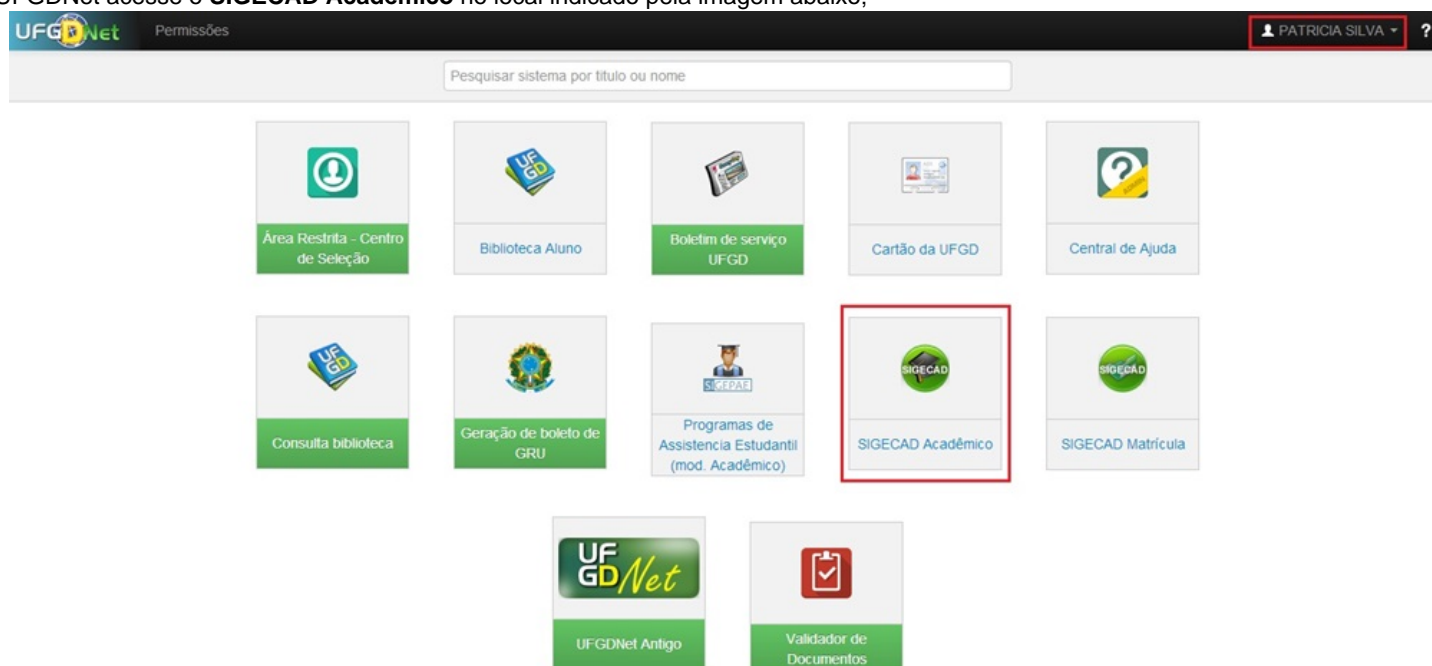 UFGDNet acesse o SIGECAD Acadêmico no local indicado pela imagem abaixo;
UFGDNet Permissões PATRICIA SILVA ?
Pesquisar sistema por título ou nome
UFGD
ADMIN
Área Restrita - Centro
de Seleção
Biblioteca Aluno
Boletim de serviço
UFGD
Cartão da UFGD
Central de Ajuda
UFGD
SIGEPAE
SIGECAD
SIGECAD
Consulta biblioteca
Geração de boleto de
GRU
Programas de
Assistencia Estudantil
(mod. Acadêmico)
SIGECAD Acadêmico
SIGECAD Matrícula
UFGDNet
UFGDNet Antigo
Validador de
Documentos